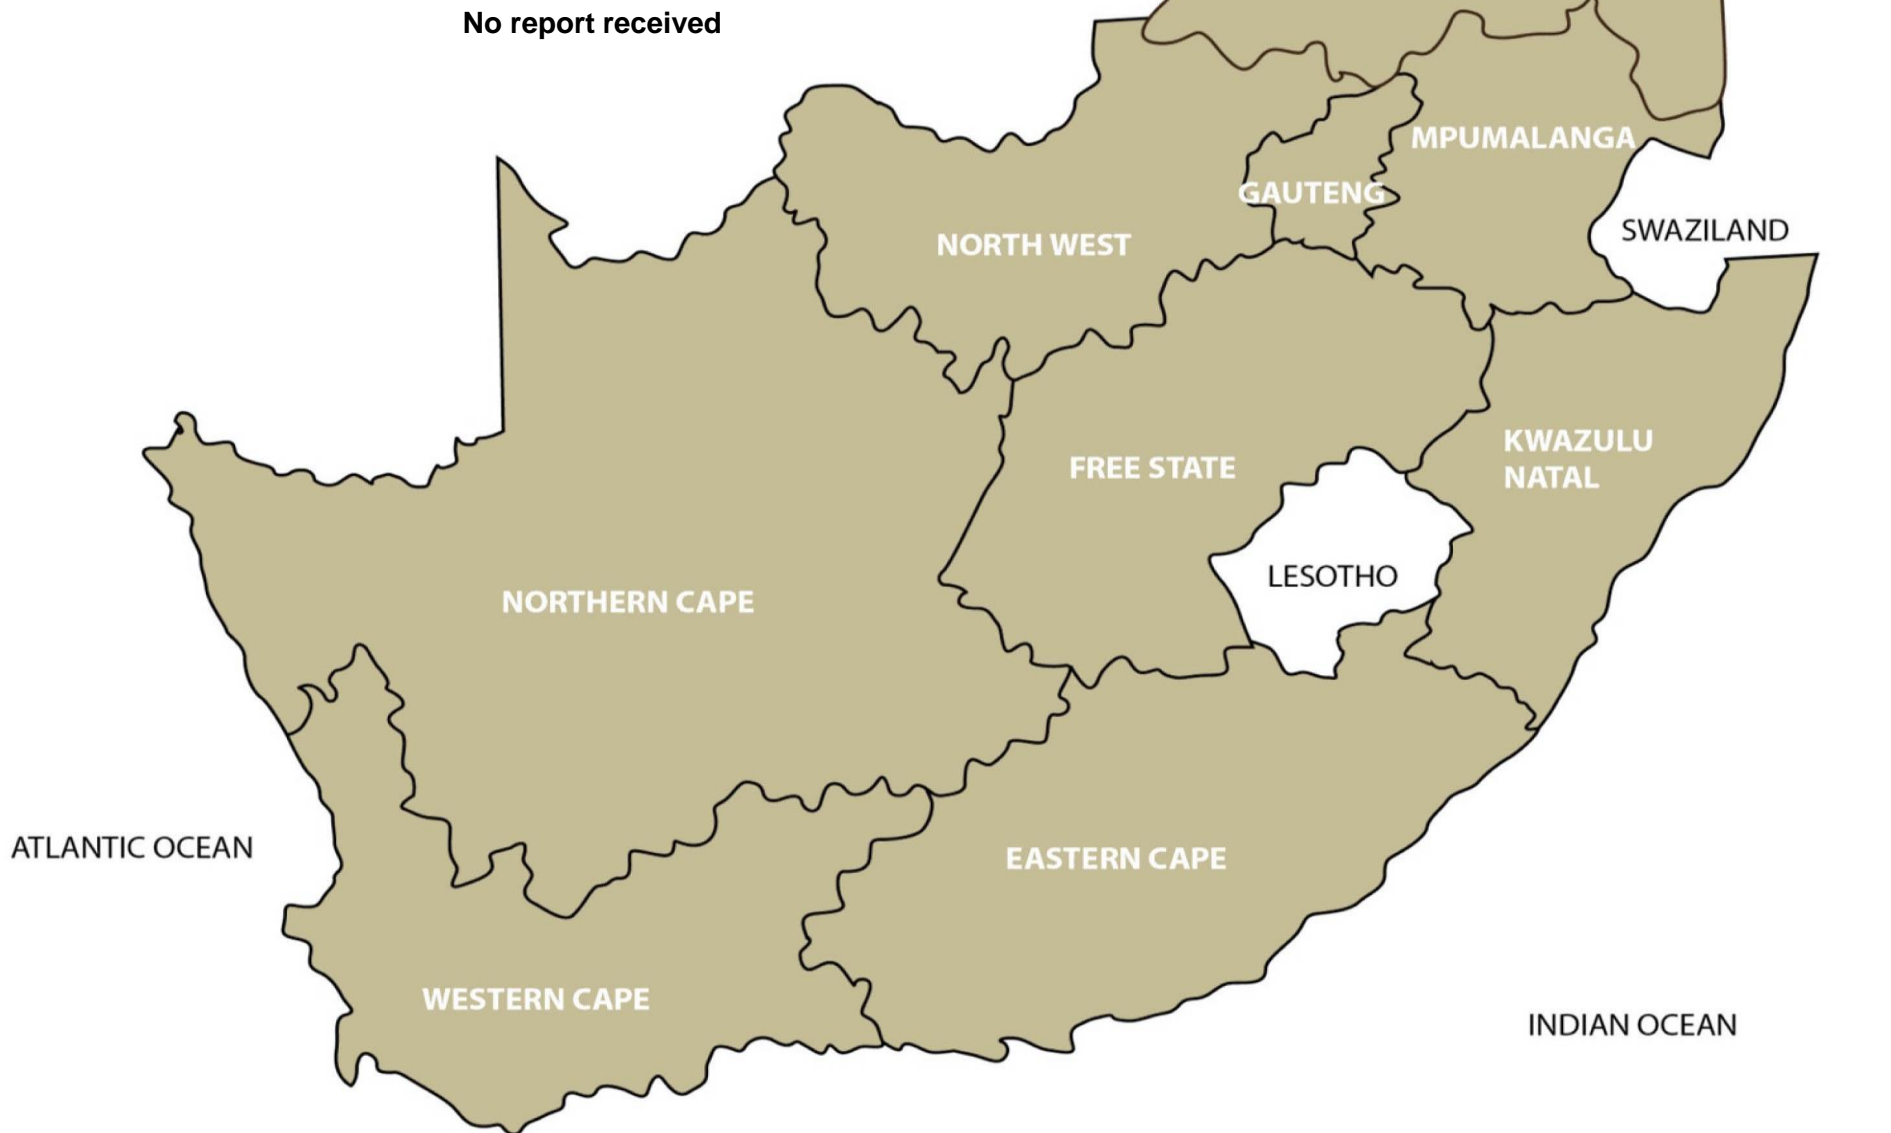 No report received
MPUMALANGA
GAUTENG
SWAZILAND
NORTH WEST
KWAZULU
NATAL
FREE STATE
LESOTHO
NORTHERN CAPE
ATLANTIC OCEAN
EASTERN CAPE
WESTERN CAPE
INDIAN OCEAN